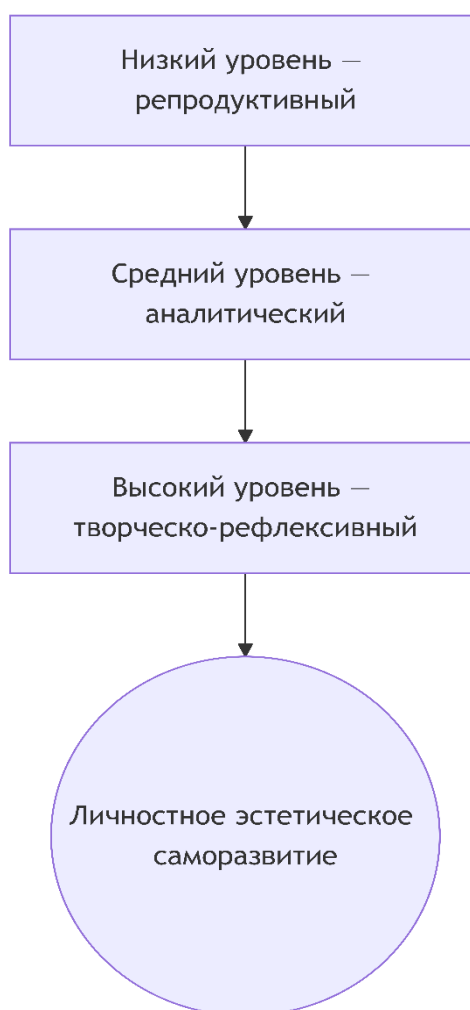 Низкий уровень —
репродуктивный
Средний уровень —
аналитический
Высокий уровень —
творческо-рефлексивный
Личностное эстетическое
саморазвитие